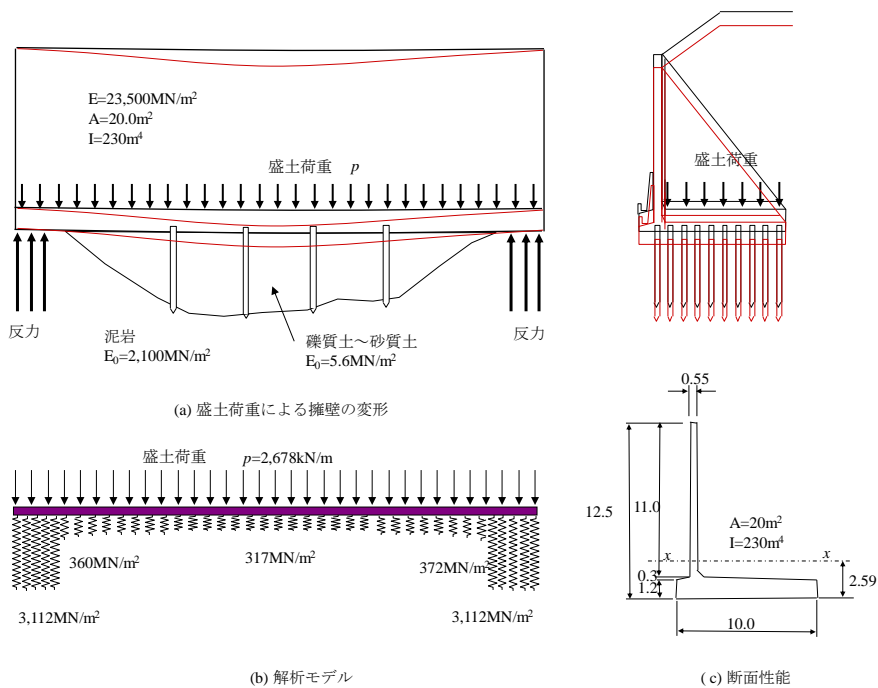 E=23,500MN/m²
A=20.0m²
I=230m⁴
盛土荷重 p
反力
反力
泥岩
E₀=2,100MN/m²
礫質土～砂質土
E₀=5.6MN/m²
(a) 盛土荷重による擁壁の変形
盛土荷重
盛土荷重 p=2,678kN/m
360MN/m²
317MN/m²
372MN/m
3,112MN/m²
3,112MN/m²
(b) 解析モデル
0.55
12.5
11.0
A=20m²
I=230m⁴
x
x
0.3
1.2
2.59
10.0
( c) 断面性能